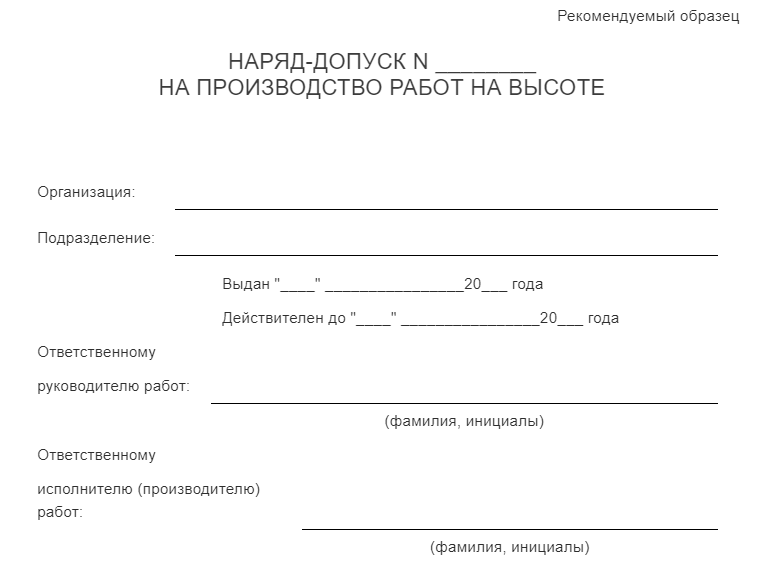 Рекомендуемый образец
НАРЯД-ДОПУСК N ________
НА ПРОИЗВОДСТВО РАБОТ НА ВЫСОТЕ
Организация:
Подразделение:
Выдан "____" ________________20___ года
Действителен до "____" ________________20___ года
Ответственному
руководителю работ:
(фамилия, инициалы)
Ответственному
исполнителю (производителю)
работ:
(фамилия, инициалы)